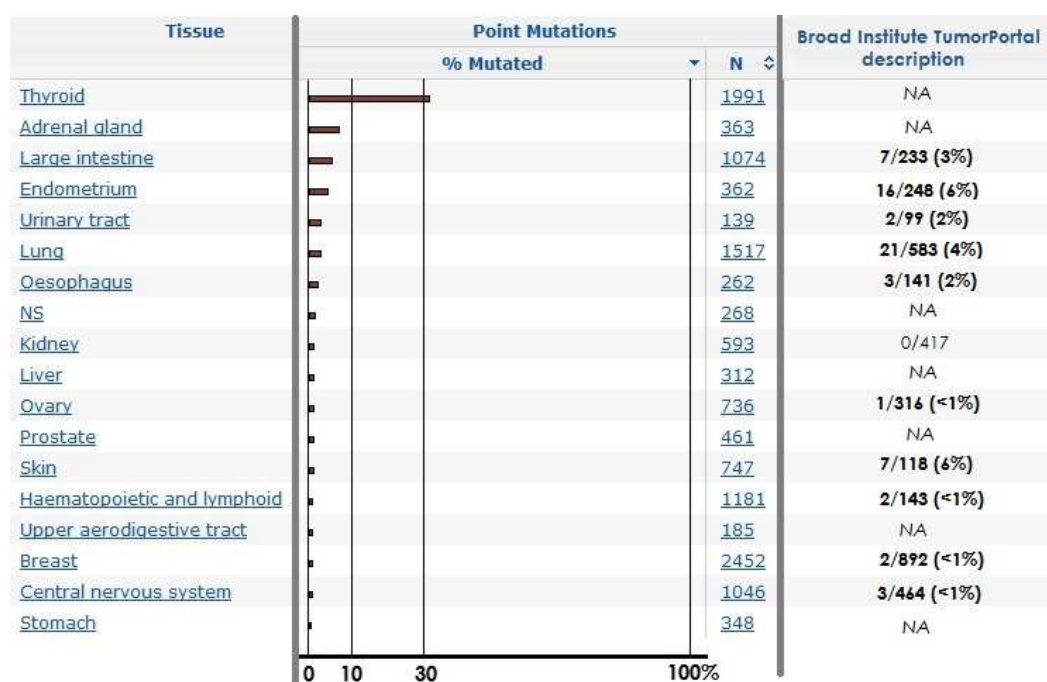 Tissue Point Mutations Broad Institute TumorPortal
% Mutated N description
Thyroid 1991 NA
Adrenal gland 363 NA
Large intestine 1074 7/233 (3%)
Endometrium 362 16/248 (6%)
Urinary tract 139 2/99 (2%)
Lung 1517 21/583 (4%)
Oesophagus 262 3/141 (2%)
NS 268 NA
Kidney 593 0/417
Liver 312 NA
Ovary 736 1/316 (<1%)
Prostate 461 NA
Skin 747 7/118 (6%)
Haematopoietic and lymphoid 1181 2/143 (<1%)
Upper aerodigestive tract 185 NA
Breast 2452 2/892 (<1%)
Central nervous system 1046 3/464 (<1%)
Stomach 348 NA
0 10 30 100%